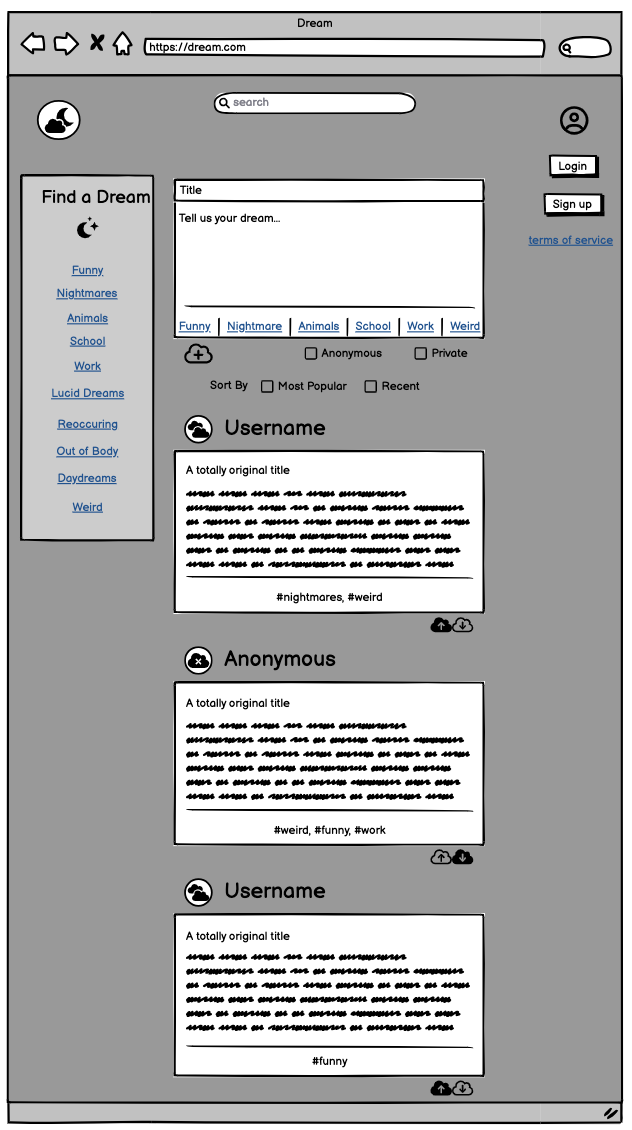 Dream
https://dream.com
search
Login
Sign up
terms of service
Find a Dream
Funny
Nightmares
Animals
School
Work
Lucid Dreams
Reoccuring
Out of Body
Daydreams
Weird
Title
Tell us your dream...
Funny Nightmare Animals School Work Weird
Anonymous Private
Sort By Most Popular Recent
Username
A totally original title
#nightmares, #weird
Anonymous
A totally original title
#weird, #funny, #work
Username
A totally original title
#funny